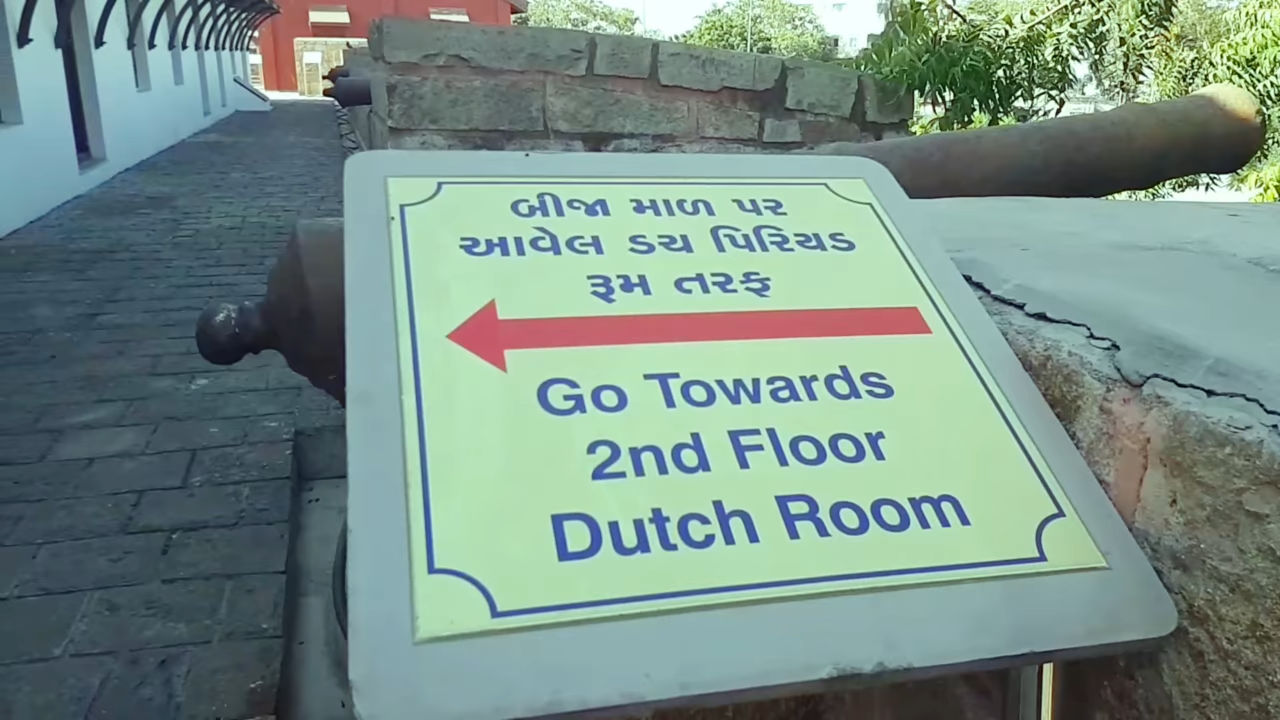 બીજા માળ પર
આવેલ ડચ પિરિયડ
રૂમ તરફ
Go Towards
2nd Floor
Dutch Room